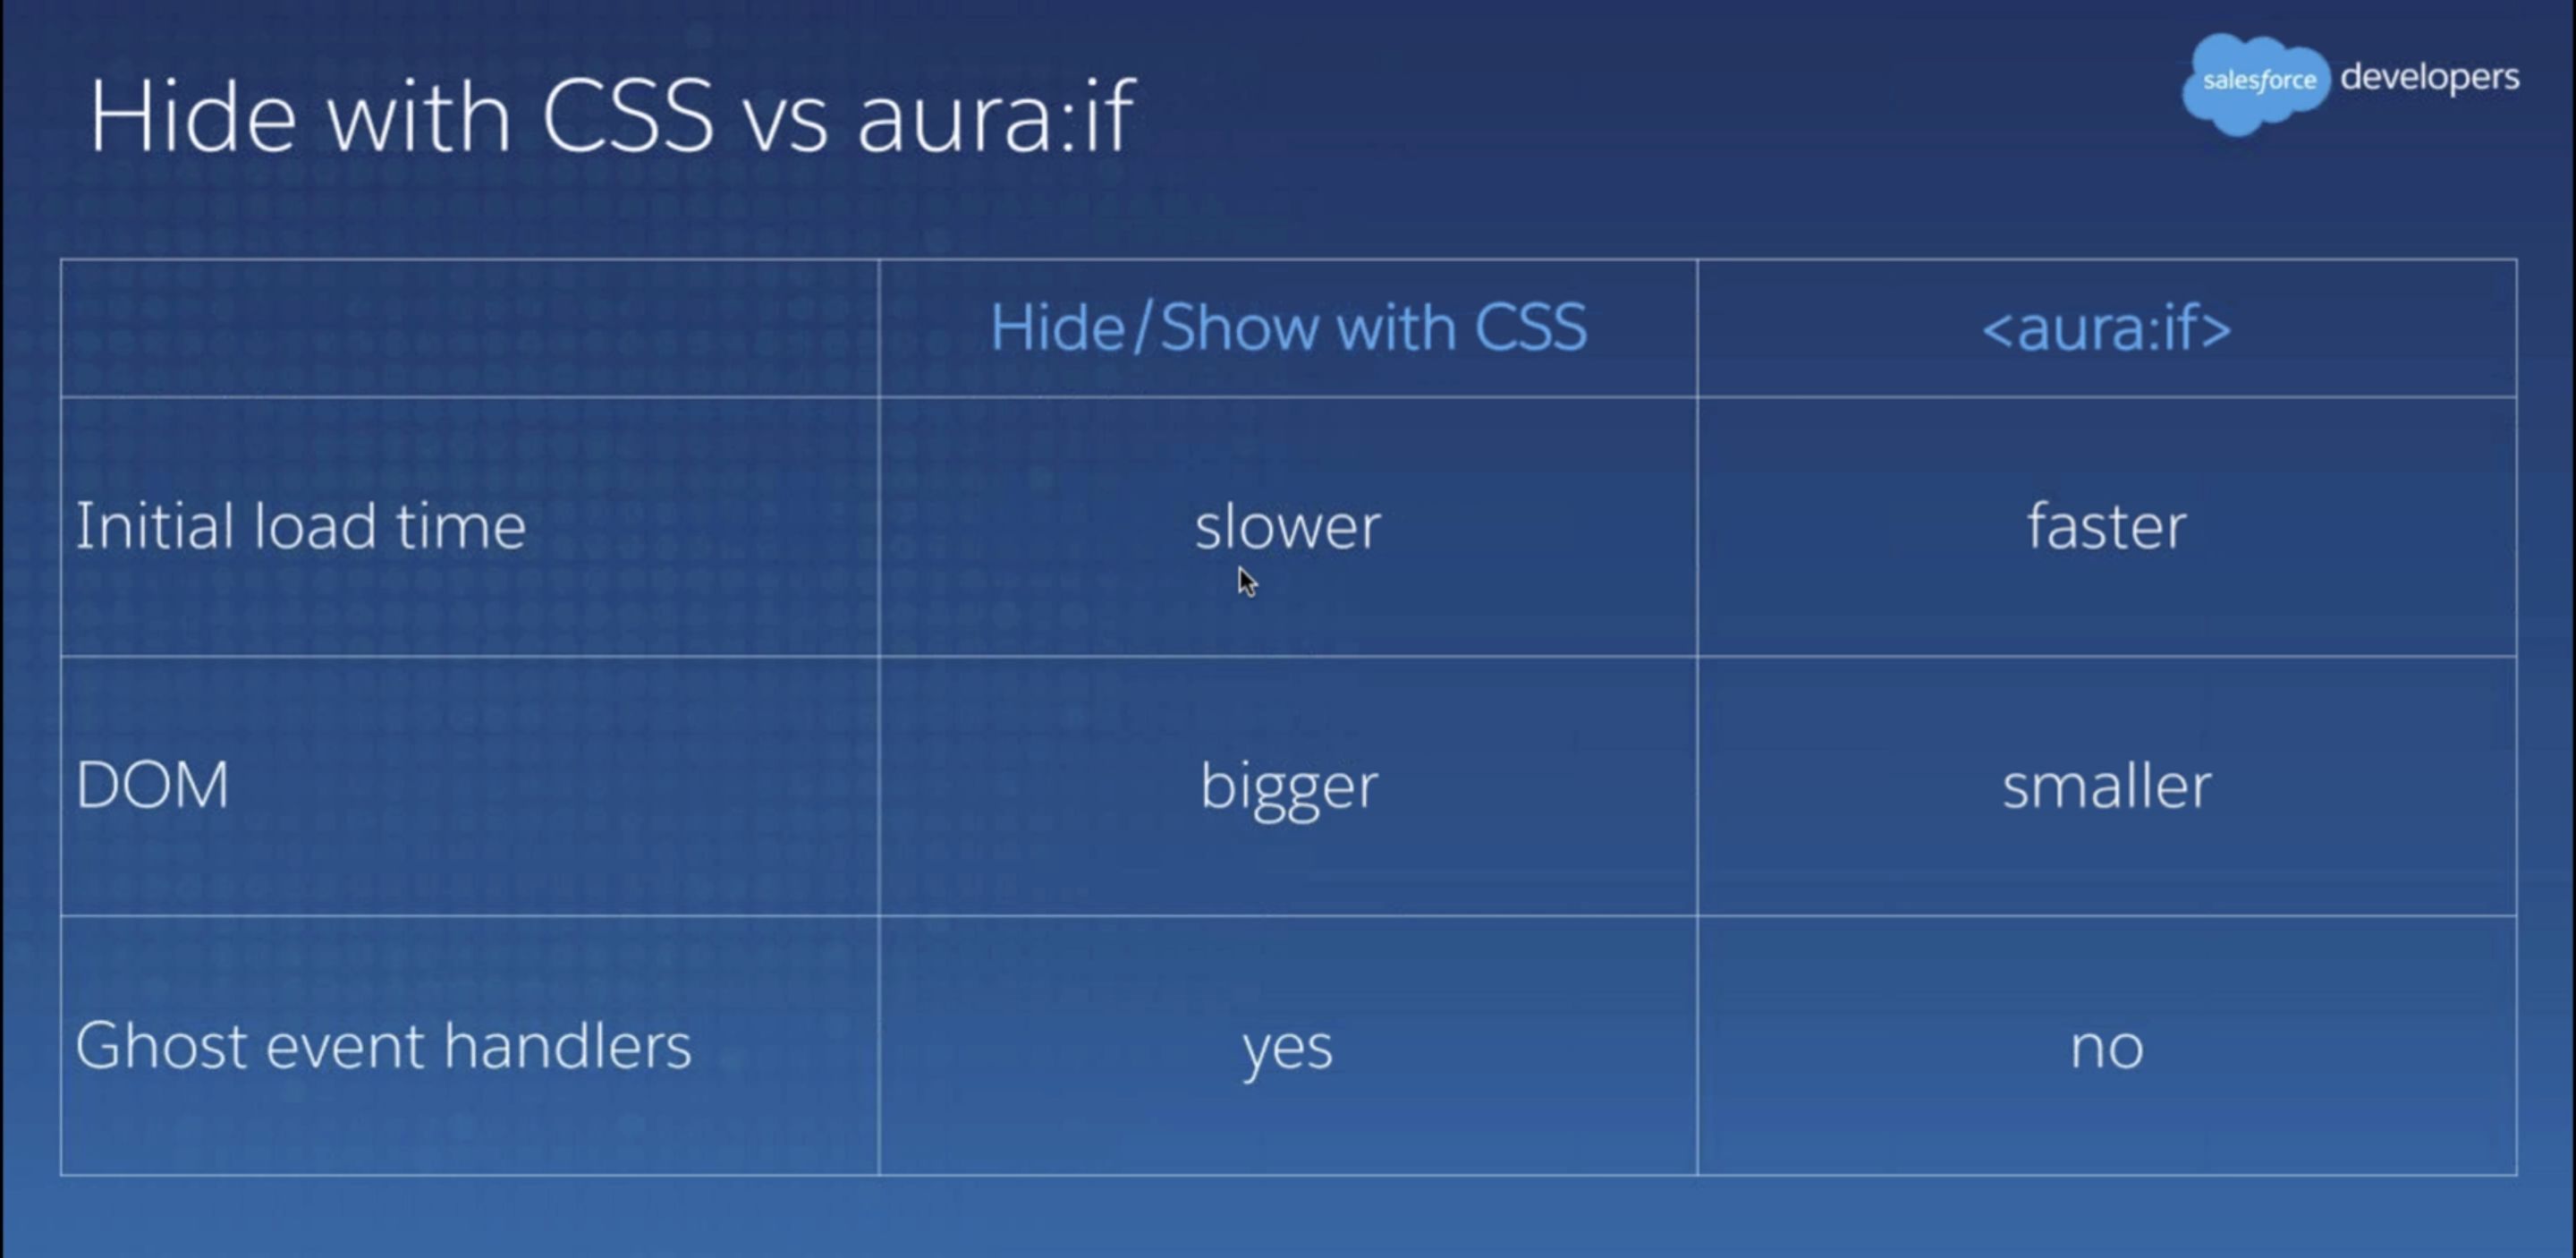 Hide with CSS vs aura:if
salesforce developers
Hide/Show with CSS <aura:if>
Initial load time slower faster
DOM bigger smaller
Ghost event handlers yes no